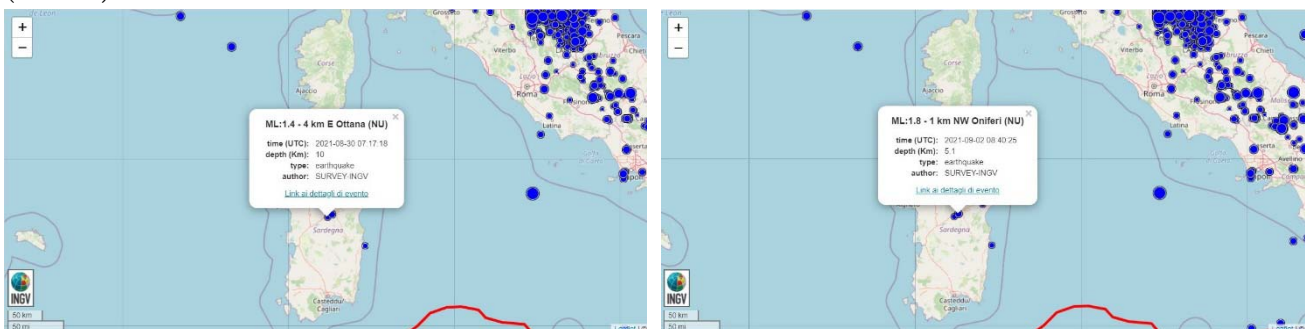 +
−
Corse
Ajaccio
Viterbo
Roma
Latina
Pescara
Chieti
ML:1.4 - 4 km E Ottana (NU)
×
time (UTC): 2021-08-30 07:17:18
depth (Km): 10
type: earthquake
author: SURVEY-INGV
Link ai dettagli di evento
Sardegna
Casteddu/
Cagliari
INGV
50 km
50 mi
+
−
Corse
Ajaccio
Viterbo
Roma
Latina
Pescara
Chieti
Avellino
ML:1.8 - 1 km NW Oniferi (NU)
×
time (UTC): 2021-09-02 08:40:25
depth (Km): 5.1
type: earthquake
author: SURVEY-INGV
Link ai dettagli di evento
Sardegna
Casteddu/
Cagliari
INGV
50 km
50 mi